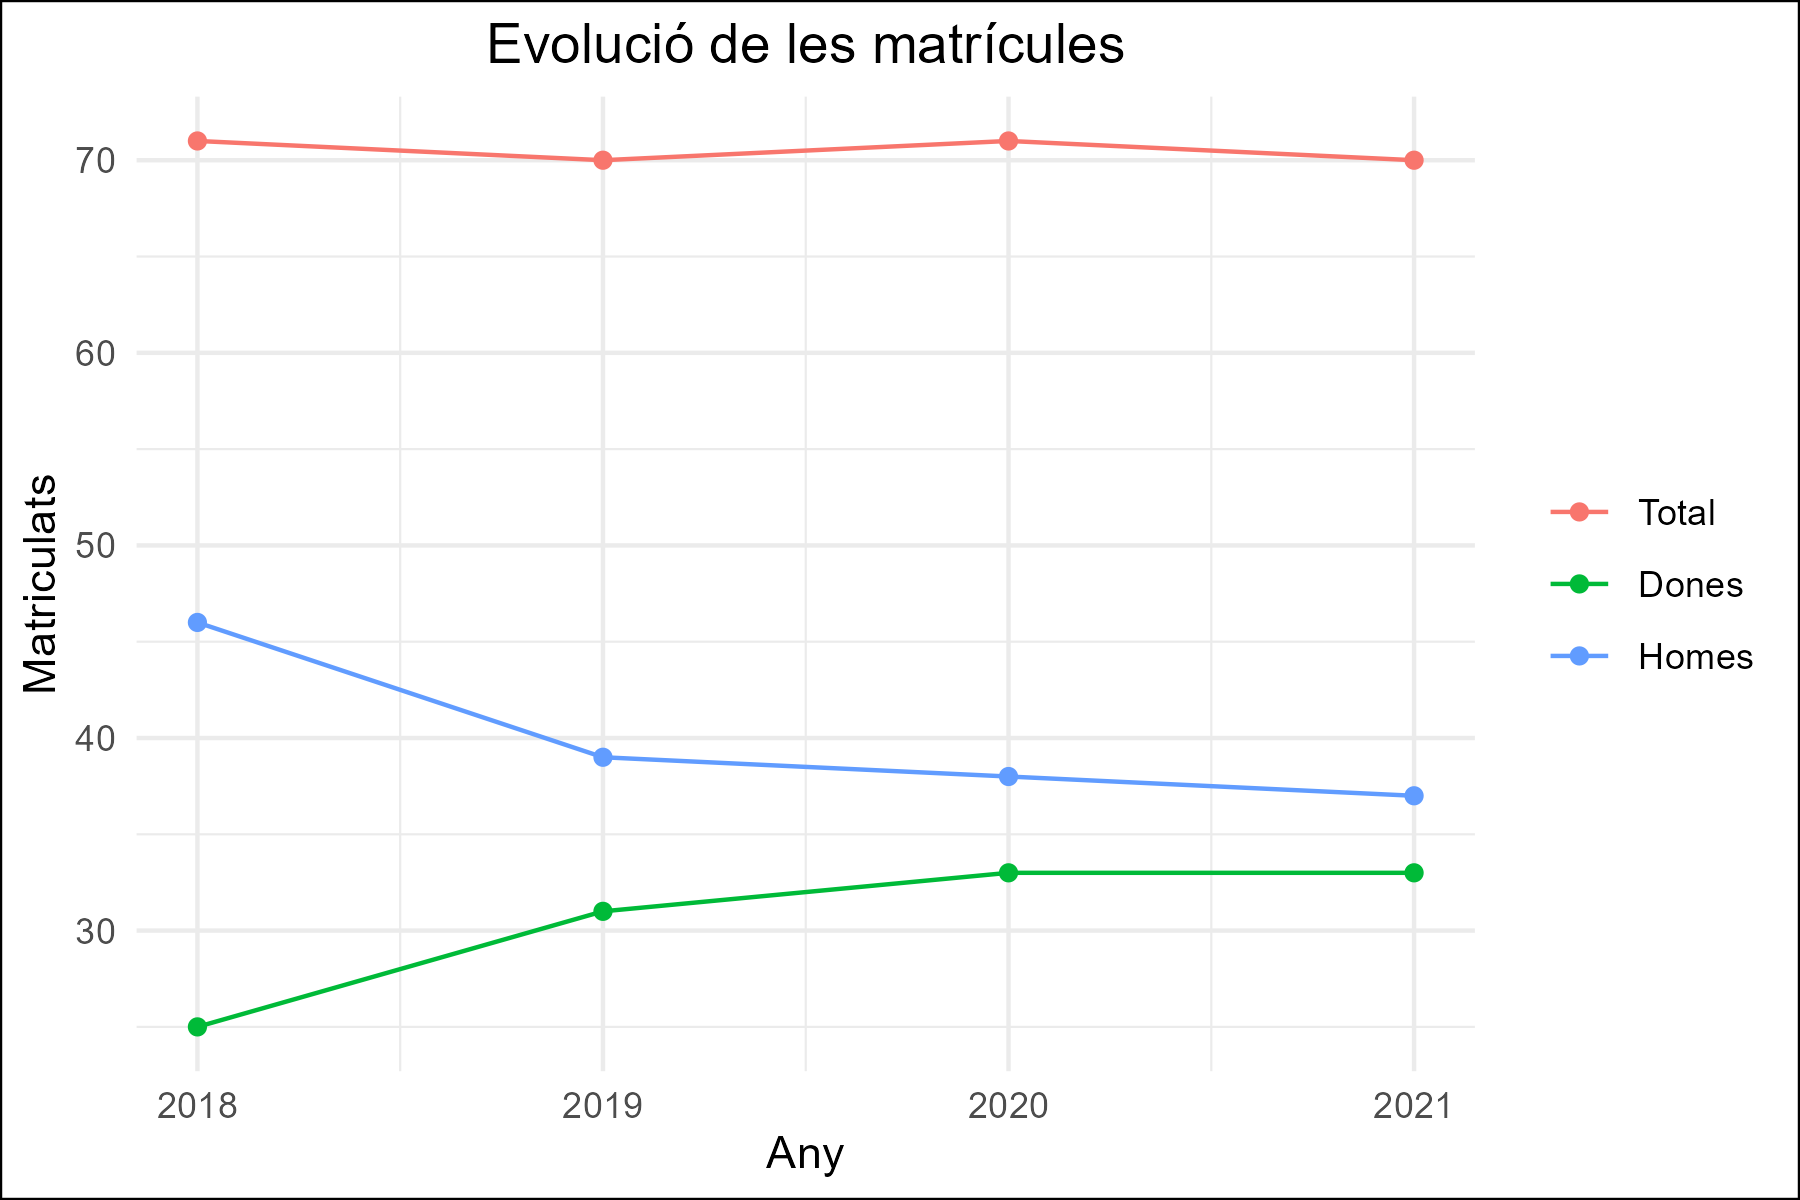 Evolució de les matrícules
Matriculats
70
60
50
40
30
2018
2019
2020
2021
Any
Total
Dones
Homes